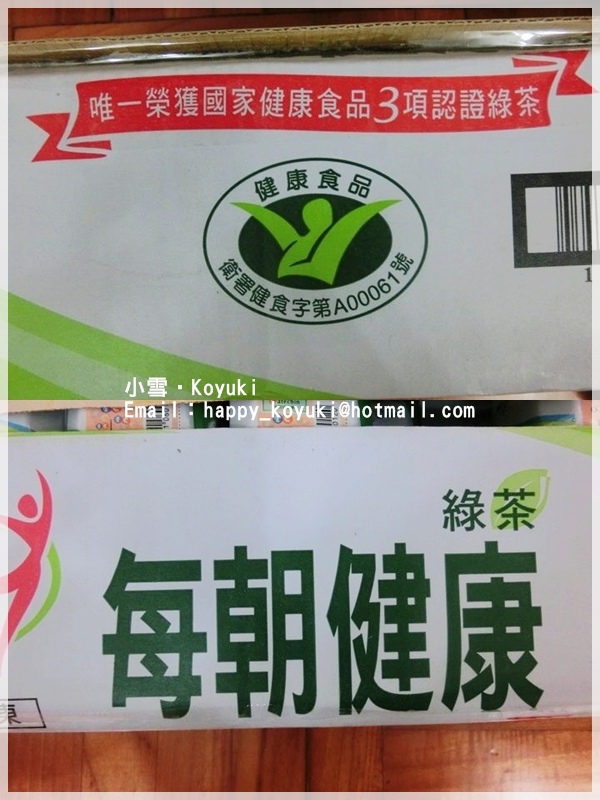 唯一榮獲國家健康食品3項認證綠茶
健康食品
衛署健食字第A00061號
1
小雪·Koyuki
Email：happy_koyuki@hotmail.com
綠茶
每朝健康